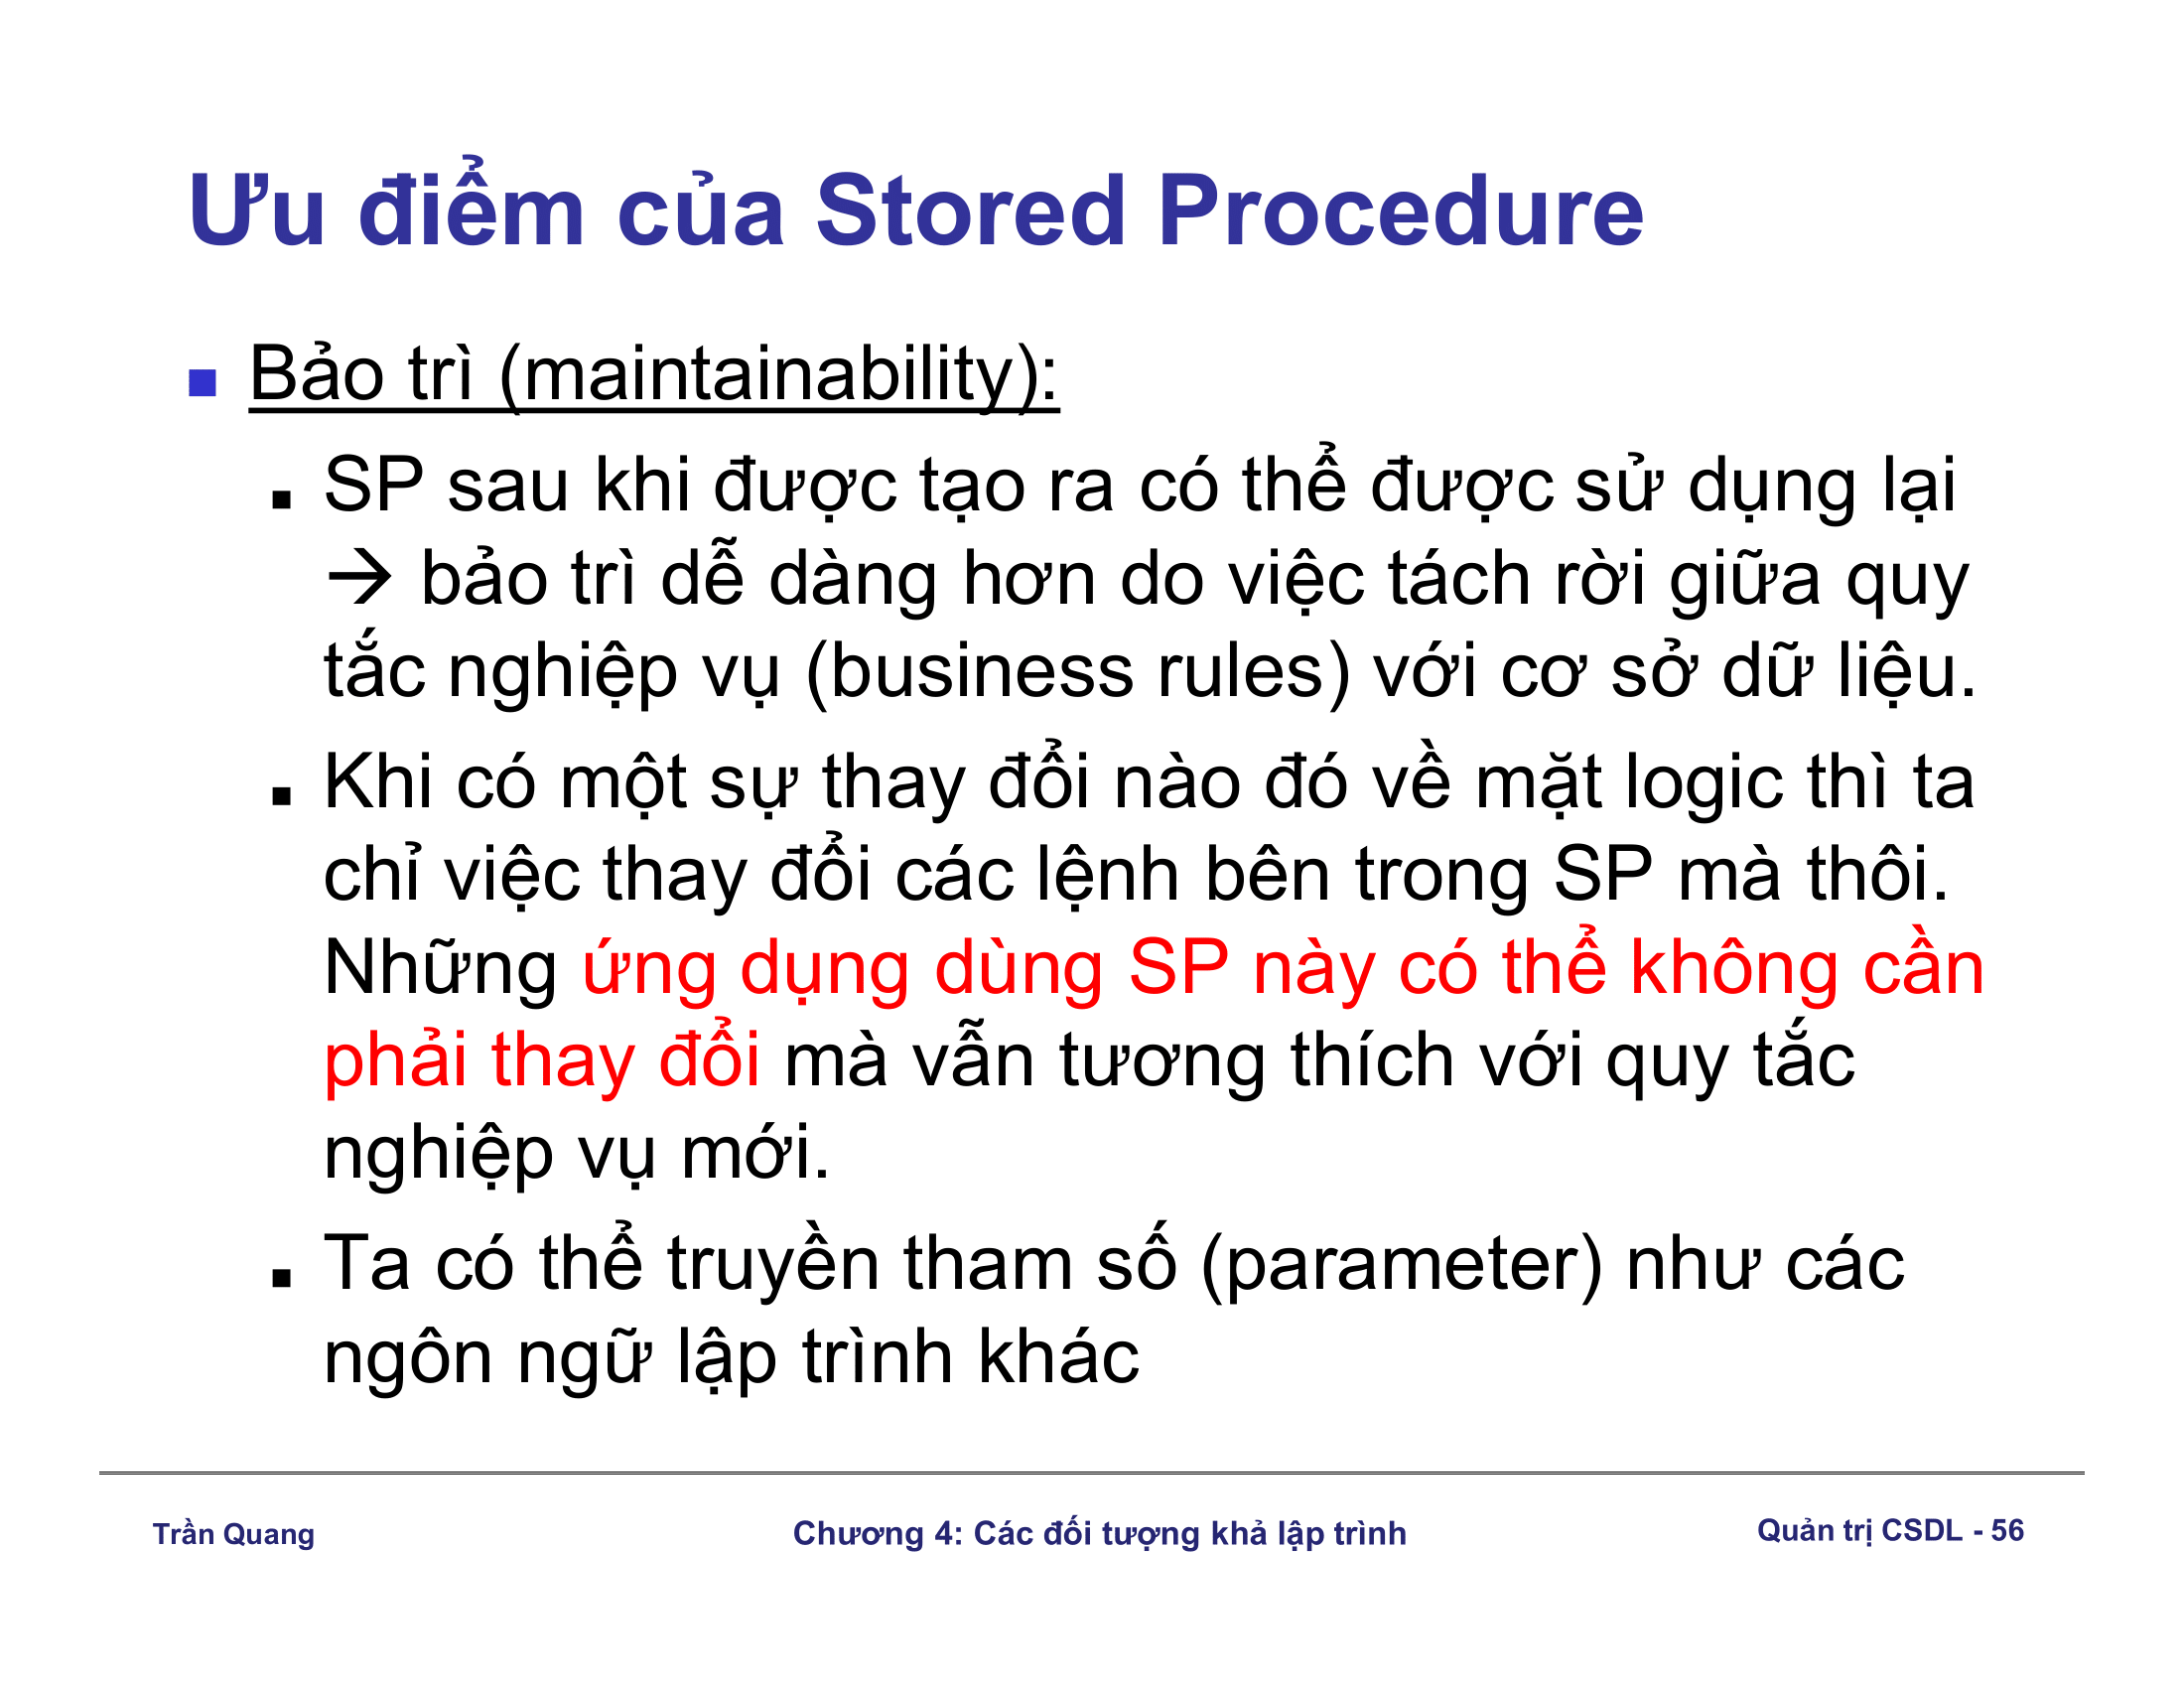 Ưu điểm của Stored Procedure
Bảo trì (maintainability):
SP sau khi được tạo ra có thể được sử dụng lại
→ bảo trì dễ dàng hơn do việc tách rời giữa quy
tắc nghiệp vụ (business rules) với cơ sở dữ liệu.
Khi có một sự thay đổi nào đó về mặt logic thì ta
chỉ việc thay đổi các lệnh bên trong SP mà thôi.
Những ứng dụng dùng SP này có thể không cần
phải thay đổi mà vẫn tương thích với quy tắc
nghiệp vụ mới.
Ta có thể truyền tham số (parameter) như các
ngôn ngữ lập trình khác
Trần Quang
Chương 4: Các đối tượng khả lập trình
Quản trị CSDL - 56